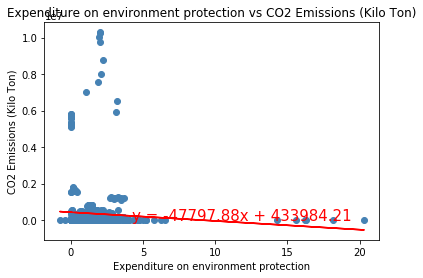 Expenditure on environment protection vs CO2 Emissions (Kilo Ton)
1e7
CO2 Emissions (Kilo Ton)
1.0
0.8
0.6
0.4
0.2
0.0
y = -47797.88x + 433984.21
0 5 10 15 20
Expenditure on environment protection